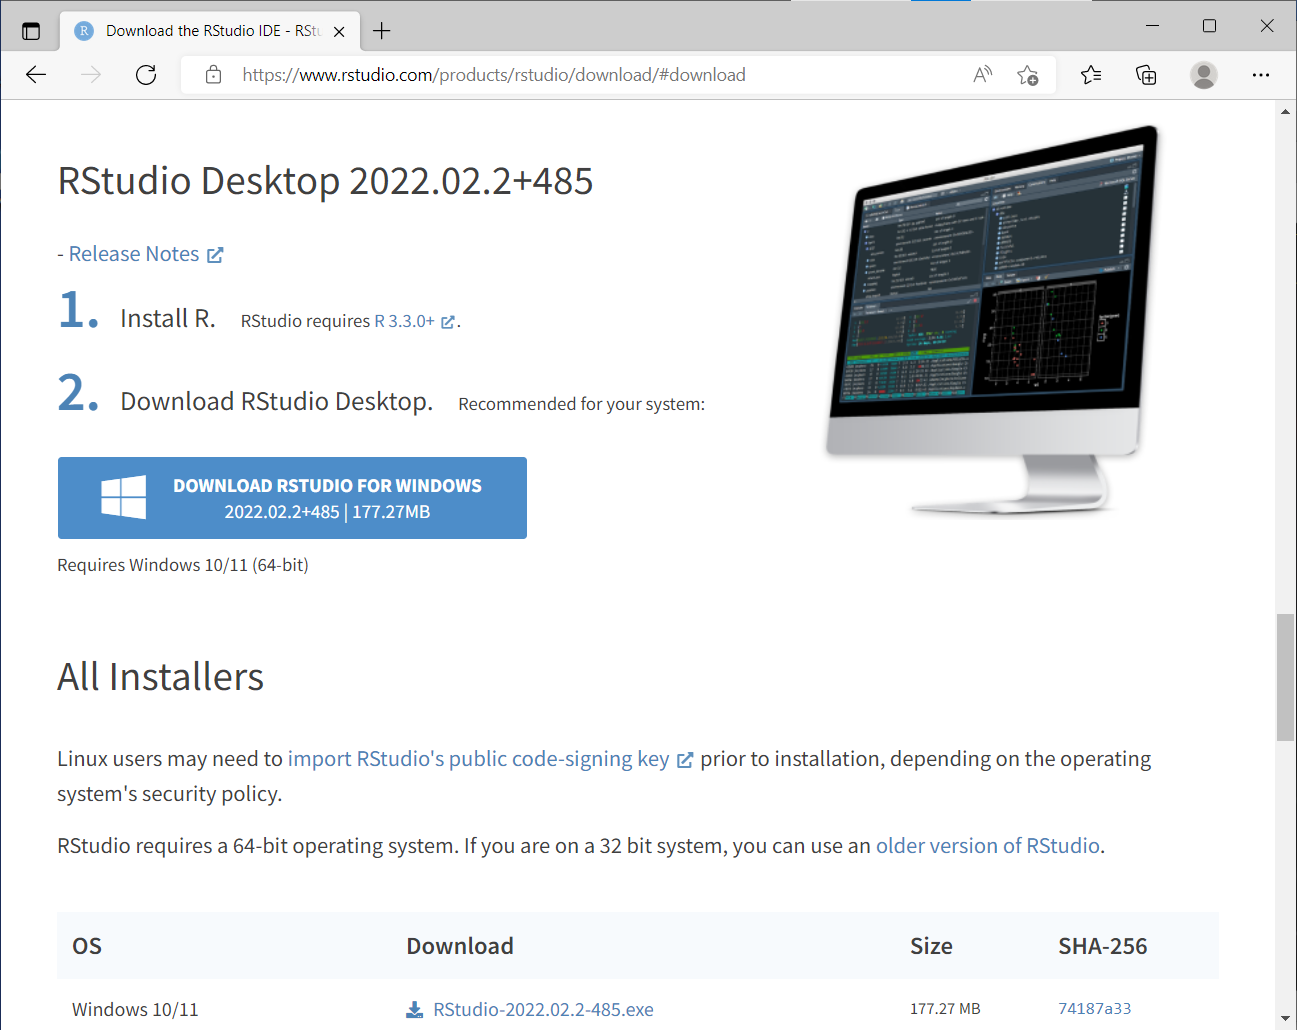 Download the RStudio IDE - RStu
https://www.rstudio.com/products/rstudio/download/#download
RStudio Desktop 2022.02.2+485
- Release Notes
1. Install R. RStudio requires R 3.3.0+.
2. Download RStudio Desktop. Recommended for your system:
DOWNLOAD RSTUDIO FOR WINDOWS
2022.02.2+485 | 177.27MB
Requires Windows 10/11 (64-bit)
All Installers
Linux users may need to import RStudio's public code-signing key prior to installation, depending on the operating
system's security policy.
RStudio requires a 64-bit operating system. If you are on a 32 bit system, you can use an older version of RStudio.
OS Download Size SHA-256
Windows 10/11 RStudio-2022.02.2-485.exe 177.27 MB 74187a33